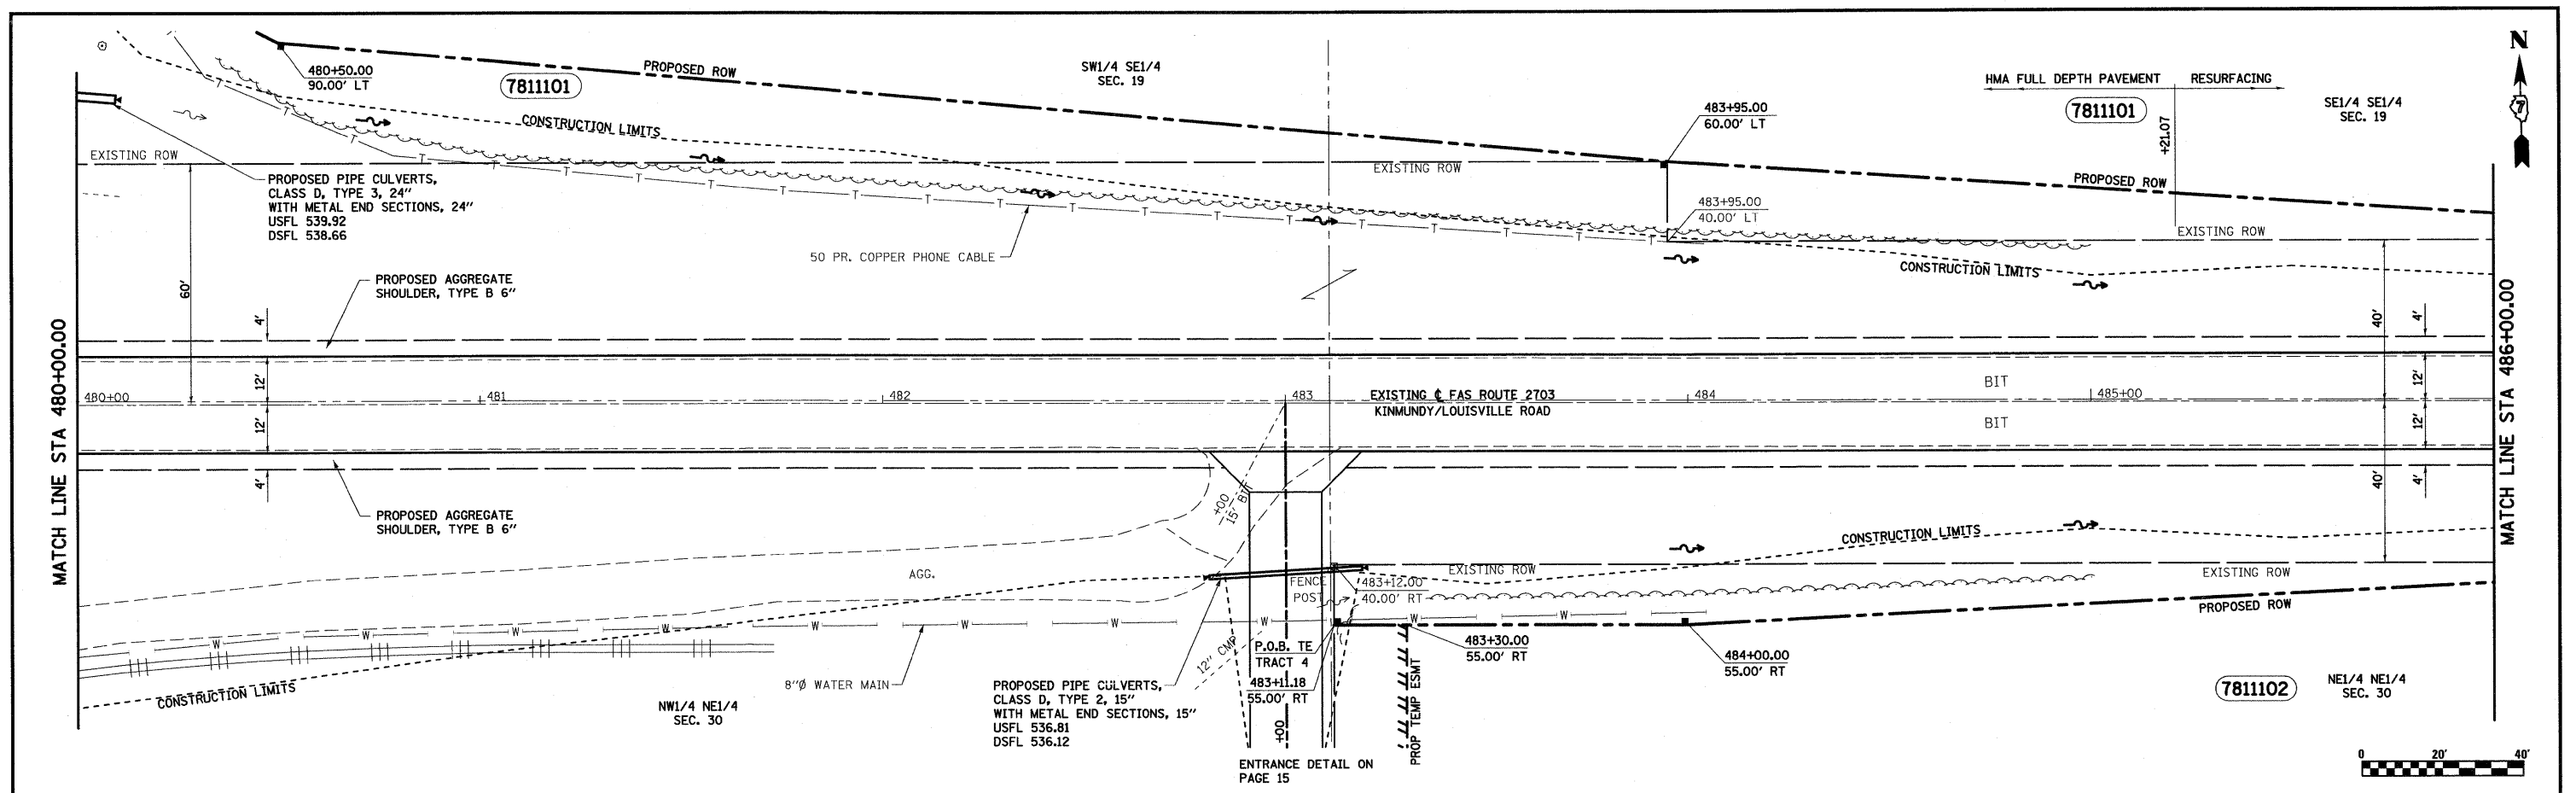 480+50.00
90.00' LT
7811101
PROPOSED ROW
SW1/4 SE1/4
SEC. 19
483+95.00
60.00' LT
HMA FULL DEPTH PAVEMENT
RESURFACING
7811101
+21.07
SE1/4 SE1/4
SEC. 19
N
7
CONSTRUCTION LIMITS
EXISTING ROW
PROPOSED PIPE CULVERTS,
CLASS D, TYPE 3, 24"
WITH METAL END SECTIONS, 24"
USFL 539.92
DSFL 538.66
EXISTING ROW
PROPOSED ROW
483+95.00
40.00' LT
EXISTING ROW
T T T T T T T T T T T T T T T T T T T T T
50 PR. COPPER PHONE CABLE
CONSTRUCTION LIMITS
60'
PROPOSED AGGREGATE
SHOULDER, TYPE B 6"
4'
40'
4'
MATCH LINE STA 480+00.00
MATCH LINE STA 486+00.00
12'
BIT
12'
480+00
481
482
483
EXISTING ℄ FAS ROUTE 2703
484
485+00
KINMUNDY/LOUISVILLE ROAD
12'
BIT
12'
4'
40'
4'
PROPOSED AGGREGATE
SHOULDER, TYPE B 6"
+00
15' BIT
CONSTRUCTION LIMITS
AGG.
EXISTING ROW
EXISTING ROW
FENCE
POST
483+12.00
40.00' RT
PROPOSED ROW
W W W W W W W W W W
P.O.B. TE
TRACT 4
483+11.18
55.00' RT
483+30.00
55.00' RT
484+00.00
55.00' RT
12" CMP
8"Ø WATER MAIN
CONSTRUCTION LIMITS
NW1/4 NE1/4
SEC. 30
PROPOSED PIPE CULVERTS,
CLASS D, TYPE 2, 15"
WITH METAL END SECTIONS, 15"
USFL 536.81
DSFL 536.12
+00
PROP TEMP ESMT
7811102
NE1/4 NE1/4
SEC. 30
ENTRANCE DETAIL ON
PAGE 15
0 20' 40'